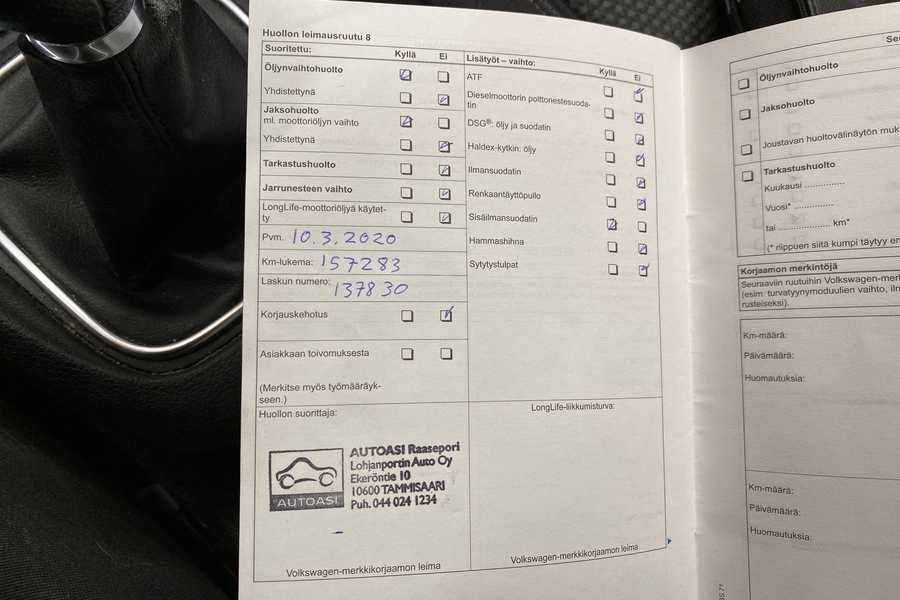 Huollon leimausruutu 8
Suoritettu: Kyllä Ei
Öljynvaihtohuolto
Yhdistettynä
Jaksohuolto
ml. moottoriöljyn vaihto
Yhdistettynä
Tarkastushuolto
Jarrunesteen vaihto
LongLife-moottoriöljyä käytet-
ty
Pvm. 10.3.2020
Km-lukema: 157283
Laskun numero: 137830
Korjauskehotus
Asiakkaan toivomuksesta
(Merkitse myös työmääräyk-
seen.)
Huollon suorittaja:
AUTOASI
AUTOASI Raasepori
Lohjanportin Auto Oy
Ekeröntie 10
10600 TAMMISAARI
Puh. 044 024 1234
Volkswagen-merkkikorjaamon leima
Lisätyöt – vaihto: Kyllä Ei
ATF
Dieselmoottorin polttonestesuoda-
tin
DSG®: öljy ja suodatin
Haldex-kytkin: öljy
Ilmansuodatin
Renkaantäyttöpullo
Sisäilmansuodatin
Hammashihna
Sytytystulpat
LongLife-liikkumisturva:
Volkswagen-merkkikorjaamon leima
Öljynvaihtohuolto
Jaksohuolto
Joustavan huoltovälinäytön muk
Tarkastushuolto
Kuukausi ..............
Vuosi* ..............
tai .................. km*
(* riippuen siitä kumpi täytyy en
Korjaamon merkintöjä
Seuraaviin ruutuihin Volkswagen-merk
(esim. turvatyynymoduulien vaihto, ilm
rusteiseksi).
Km-määrä:
Päivämäärä:
Huomautuksia:
Km-määrä:
Päivämäärä:
Huomautuksia: